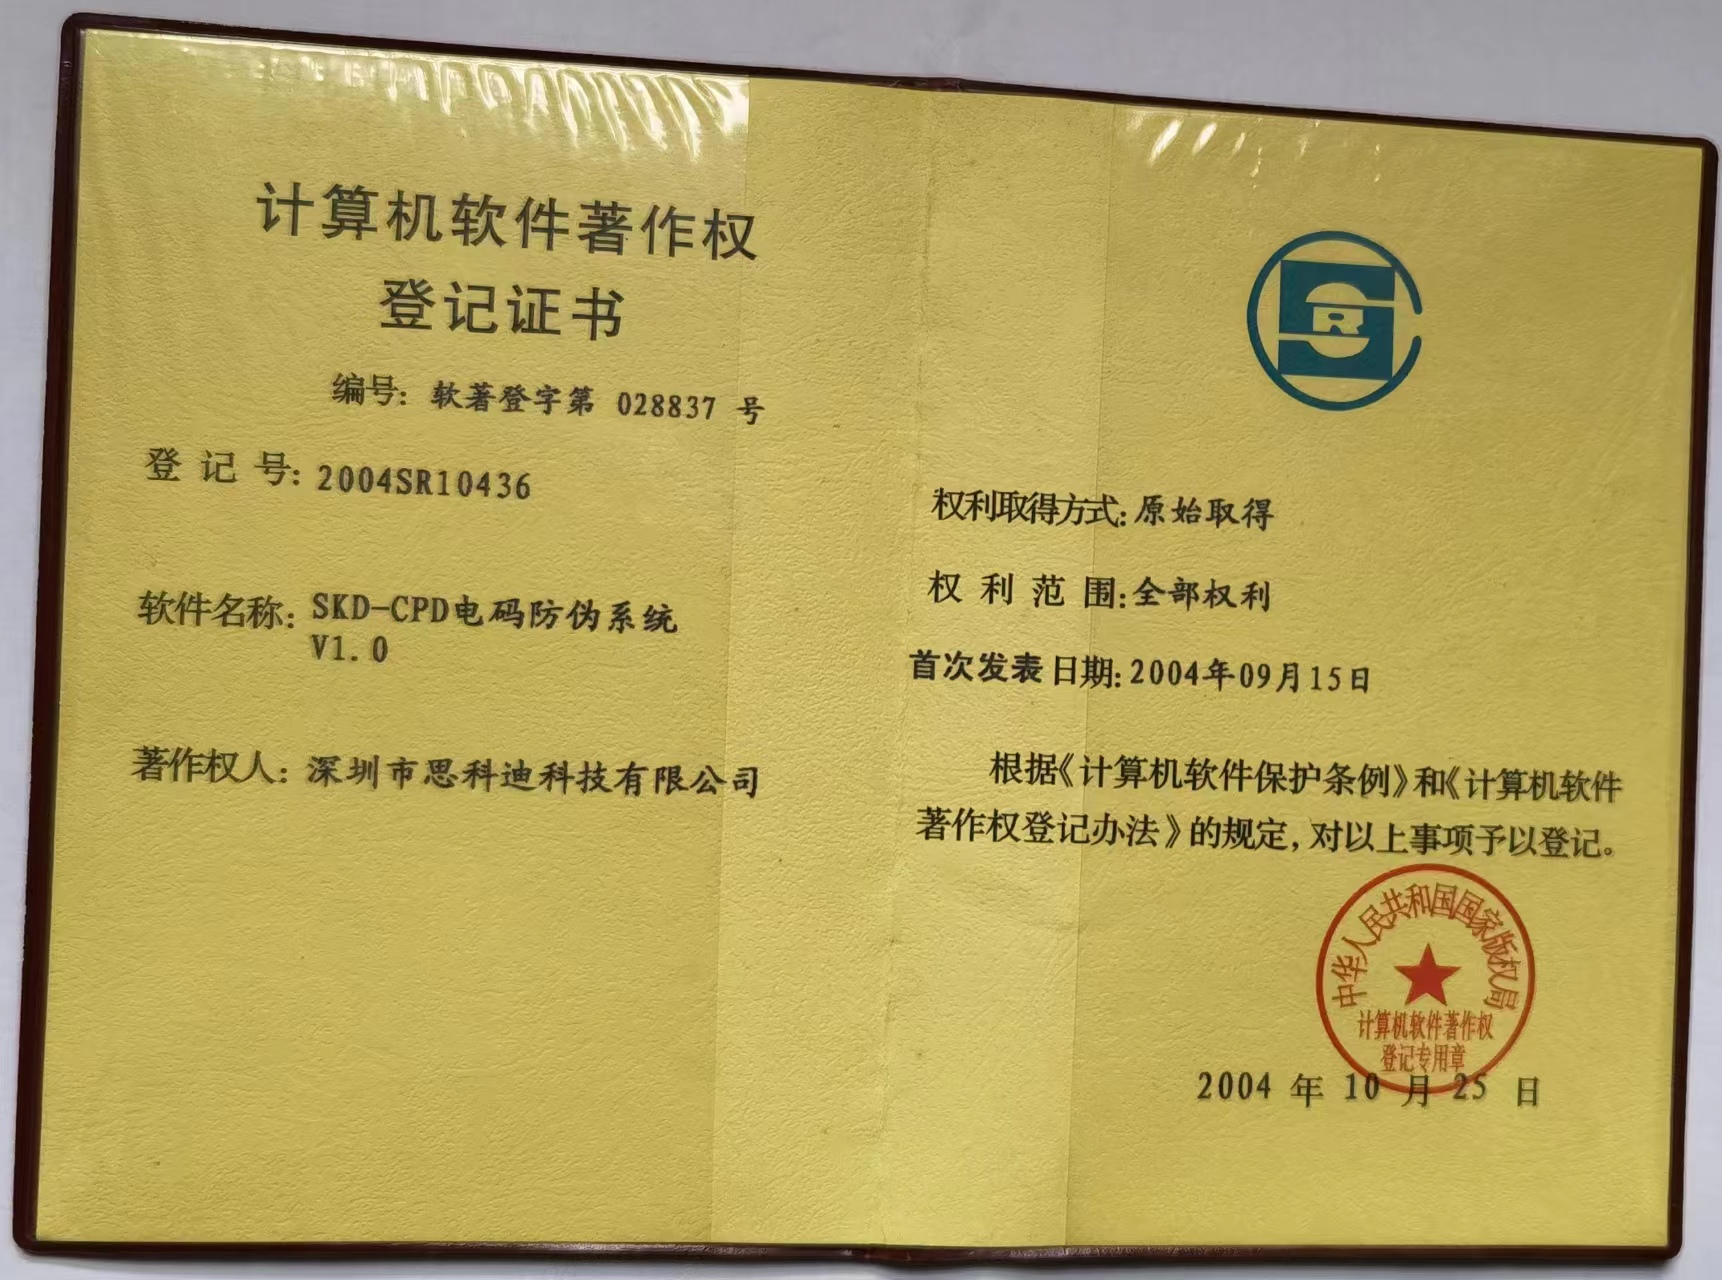 计算机软件著作权
登记证书
编号: 软著登字第 028837 号
登 记 号: 2004SR10436
软件名称: SKD-CPD电码防伪系统
V1.0
著作权人: 深圳市思科迪科技有限公司
R
权利取得方式: 原始取得
权 利 范 围: 全部权利
首次发表日期: 2004年09月15日
根据《计算机软件保护条例》和《计算机软件
著作权登记办法》的规定, 对以上事项予以登记。
中华人民共和国国家版权局
计算机软件著作权
登记专用章
2004 年 10 月 25 日